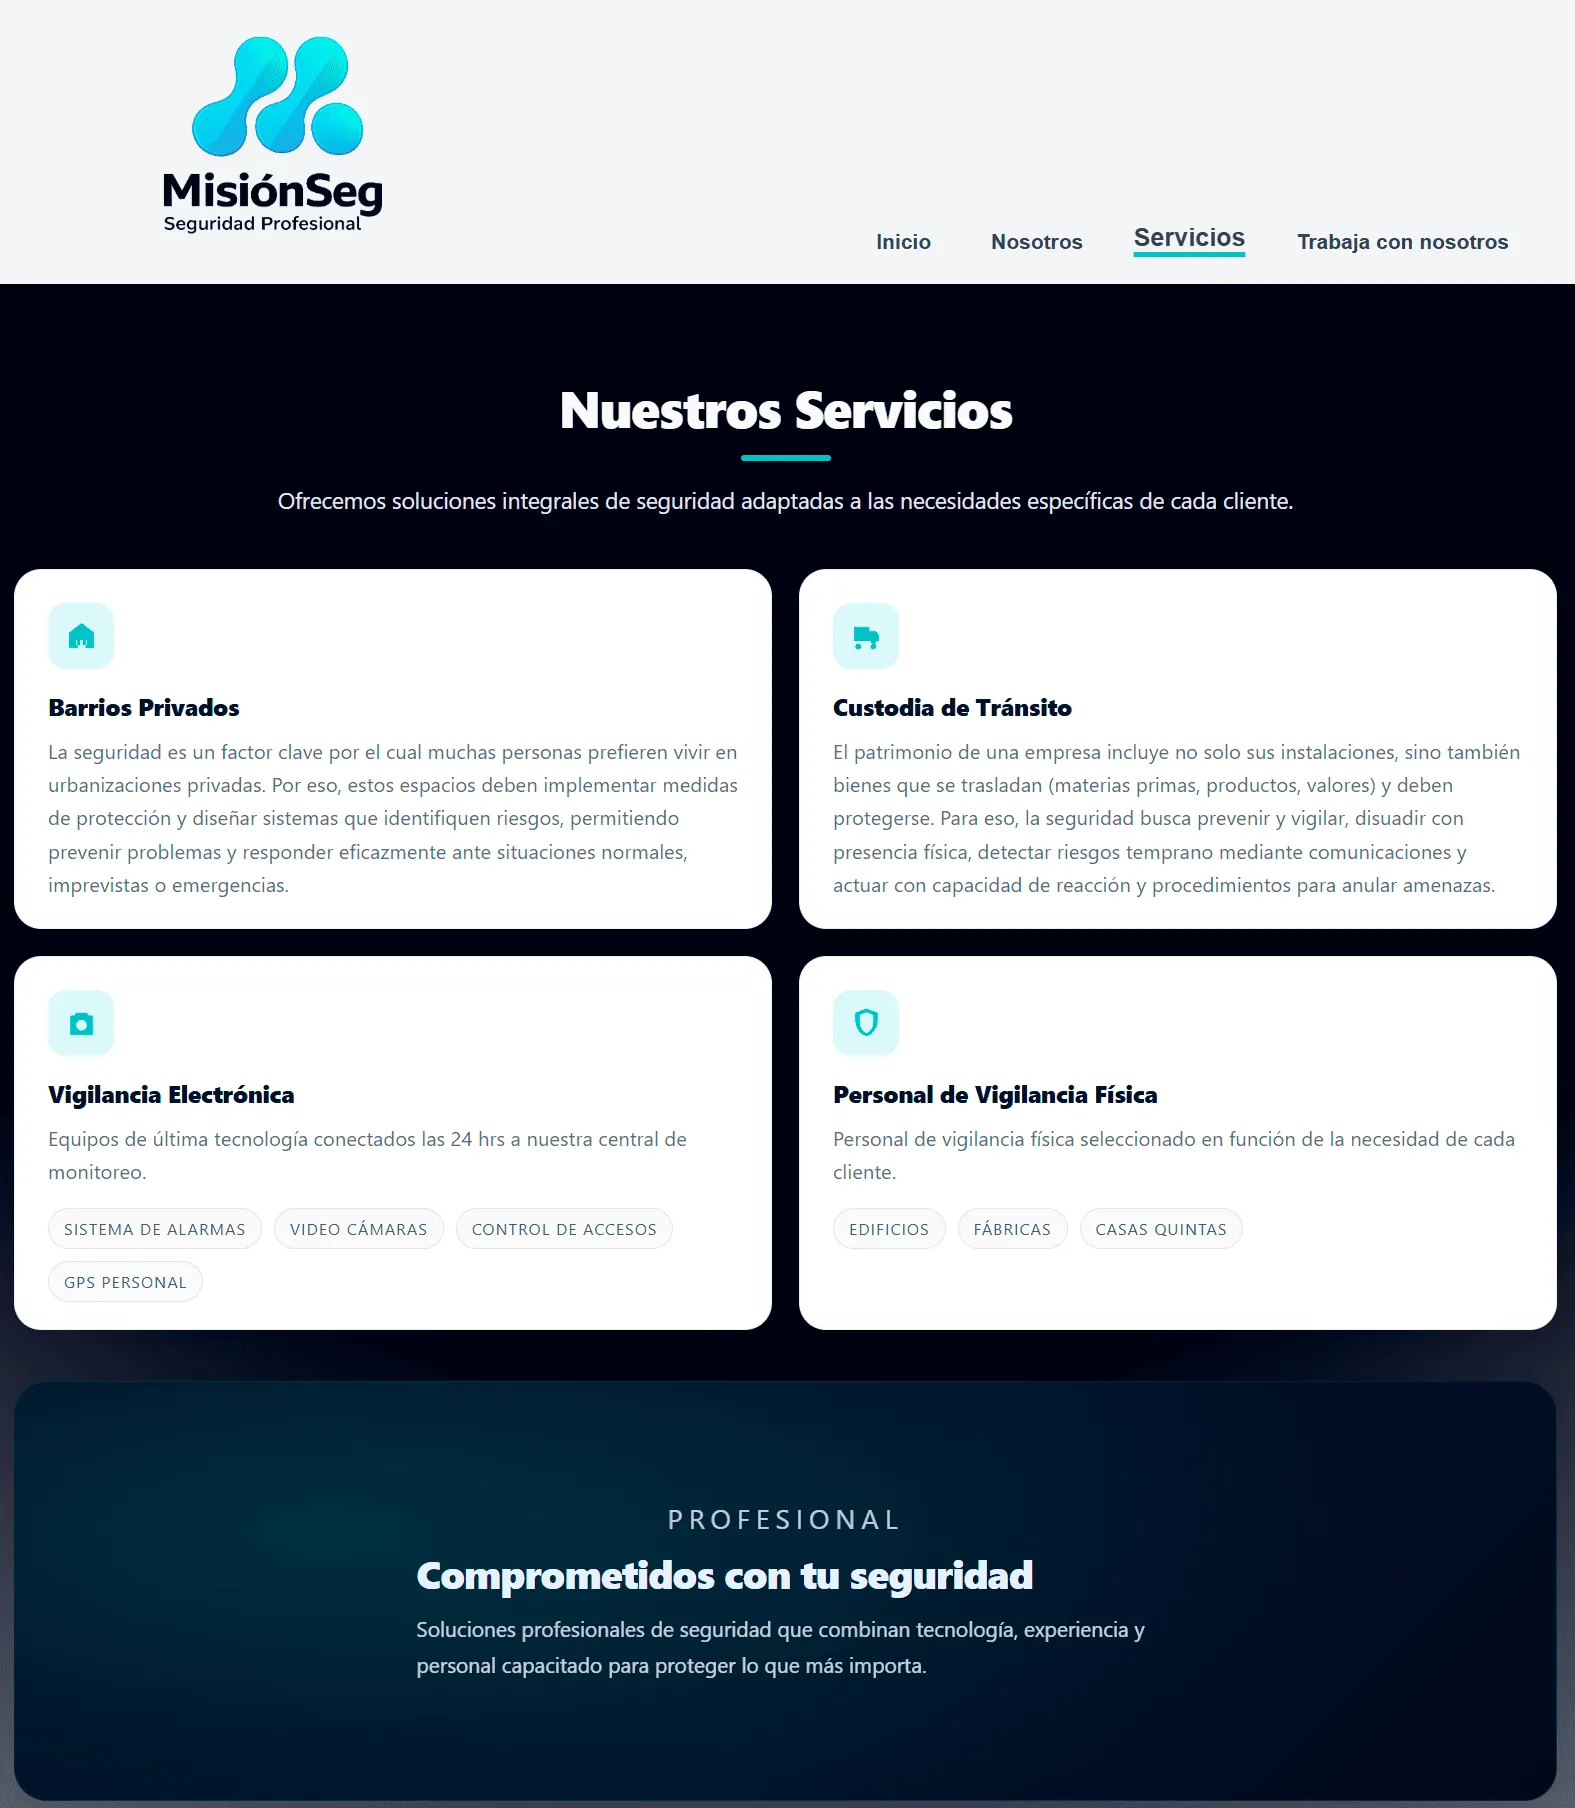 MisiónSeg
Seguridad Profesional
Inicio
Nosotros
Servicios
Trabaja con nosotros
Nuestros Servicios
Ofrecemos soluciones integrales de seguridad adaptadas a las necesidades específicas de cada cliente.
Barrios Privados
La seguridad es un factor clave por el cual muchas personas prefieren vivir en
urbanizaciones privadas. Por eso, estos espacios deben implementar medidas
de protección y diseñar sistemas que identifiquen riesgos, permitiendo
prevenir problemas y responder eficazmente ante situaciones normales,
imprevistas o emergencias.
Custodia de Tránsito
El patrimonio de una empresa incluye no solo sus instalaciones, sino también
bienes que se trasladan (materias primas, productos, valores) y deben
protegerse. Para eso, la seguridad busca prevenir y vigilar, disuadir con
presencia física, detectar riesgos temprano mediante comunicaciones y
actuar con capacidad de reacción y procedimientos para anular amenazas.
Vigilancia Electrónica
Equipos de última tecnología conectados las 24 hrs a nuestra central de
monitoreo.
SISTEMA DE ALARMAS
VIDEO CÁMARAS
CONTROL DE ACCESOS
GPS PERSONAL
Personal de Vigilancia Física
Personal de vigilancia física seleccionado en función de la necesidad de cada
cliente.
EDIFICIOS
FÁBRICAS
CASAS QUINTAS
PROFESIONAL
Comprometidos con tu seguridad
Soluciones profesionales de seguridad que combinan tecnología, experiencia y
personal capacitado para proteger lo que más importa.